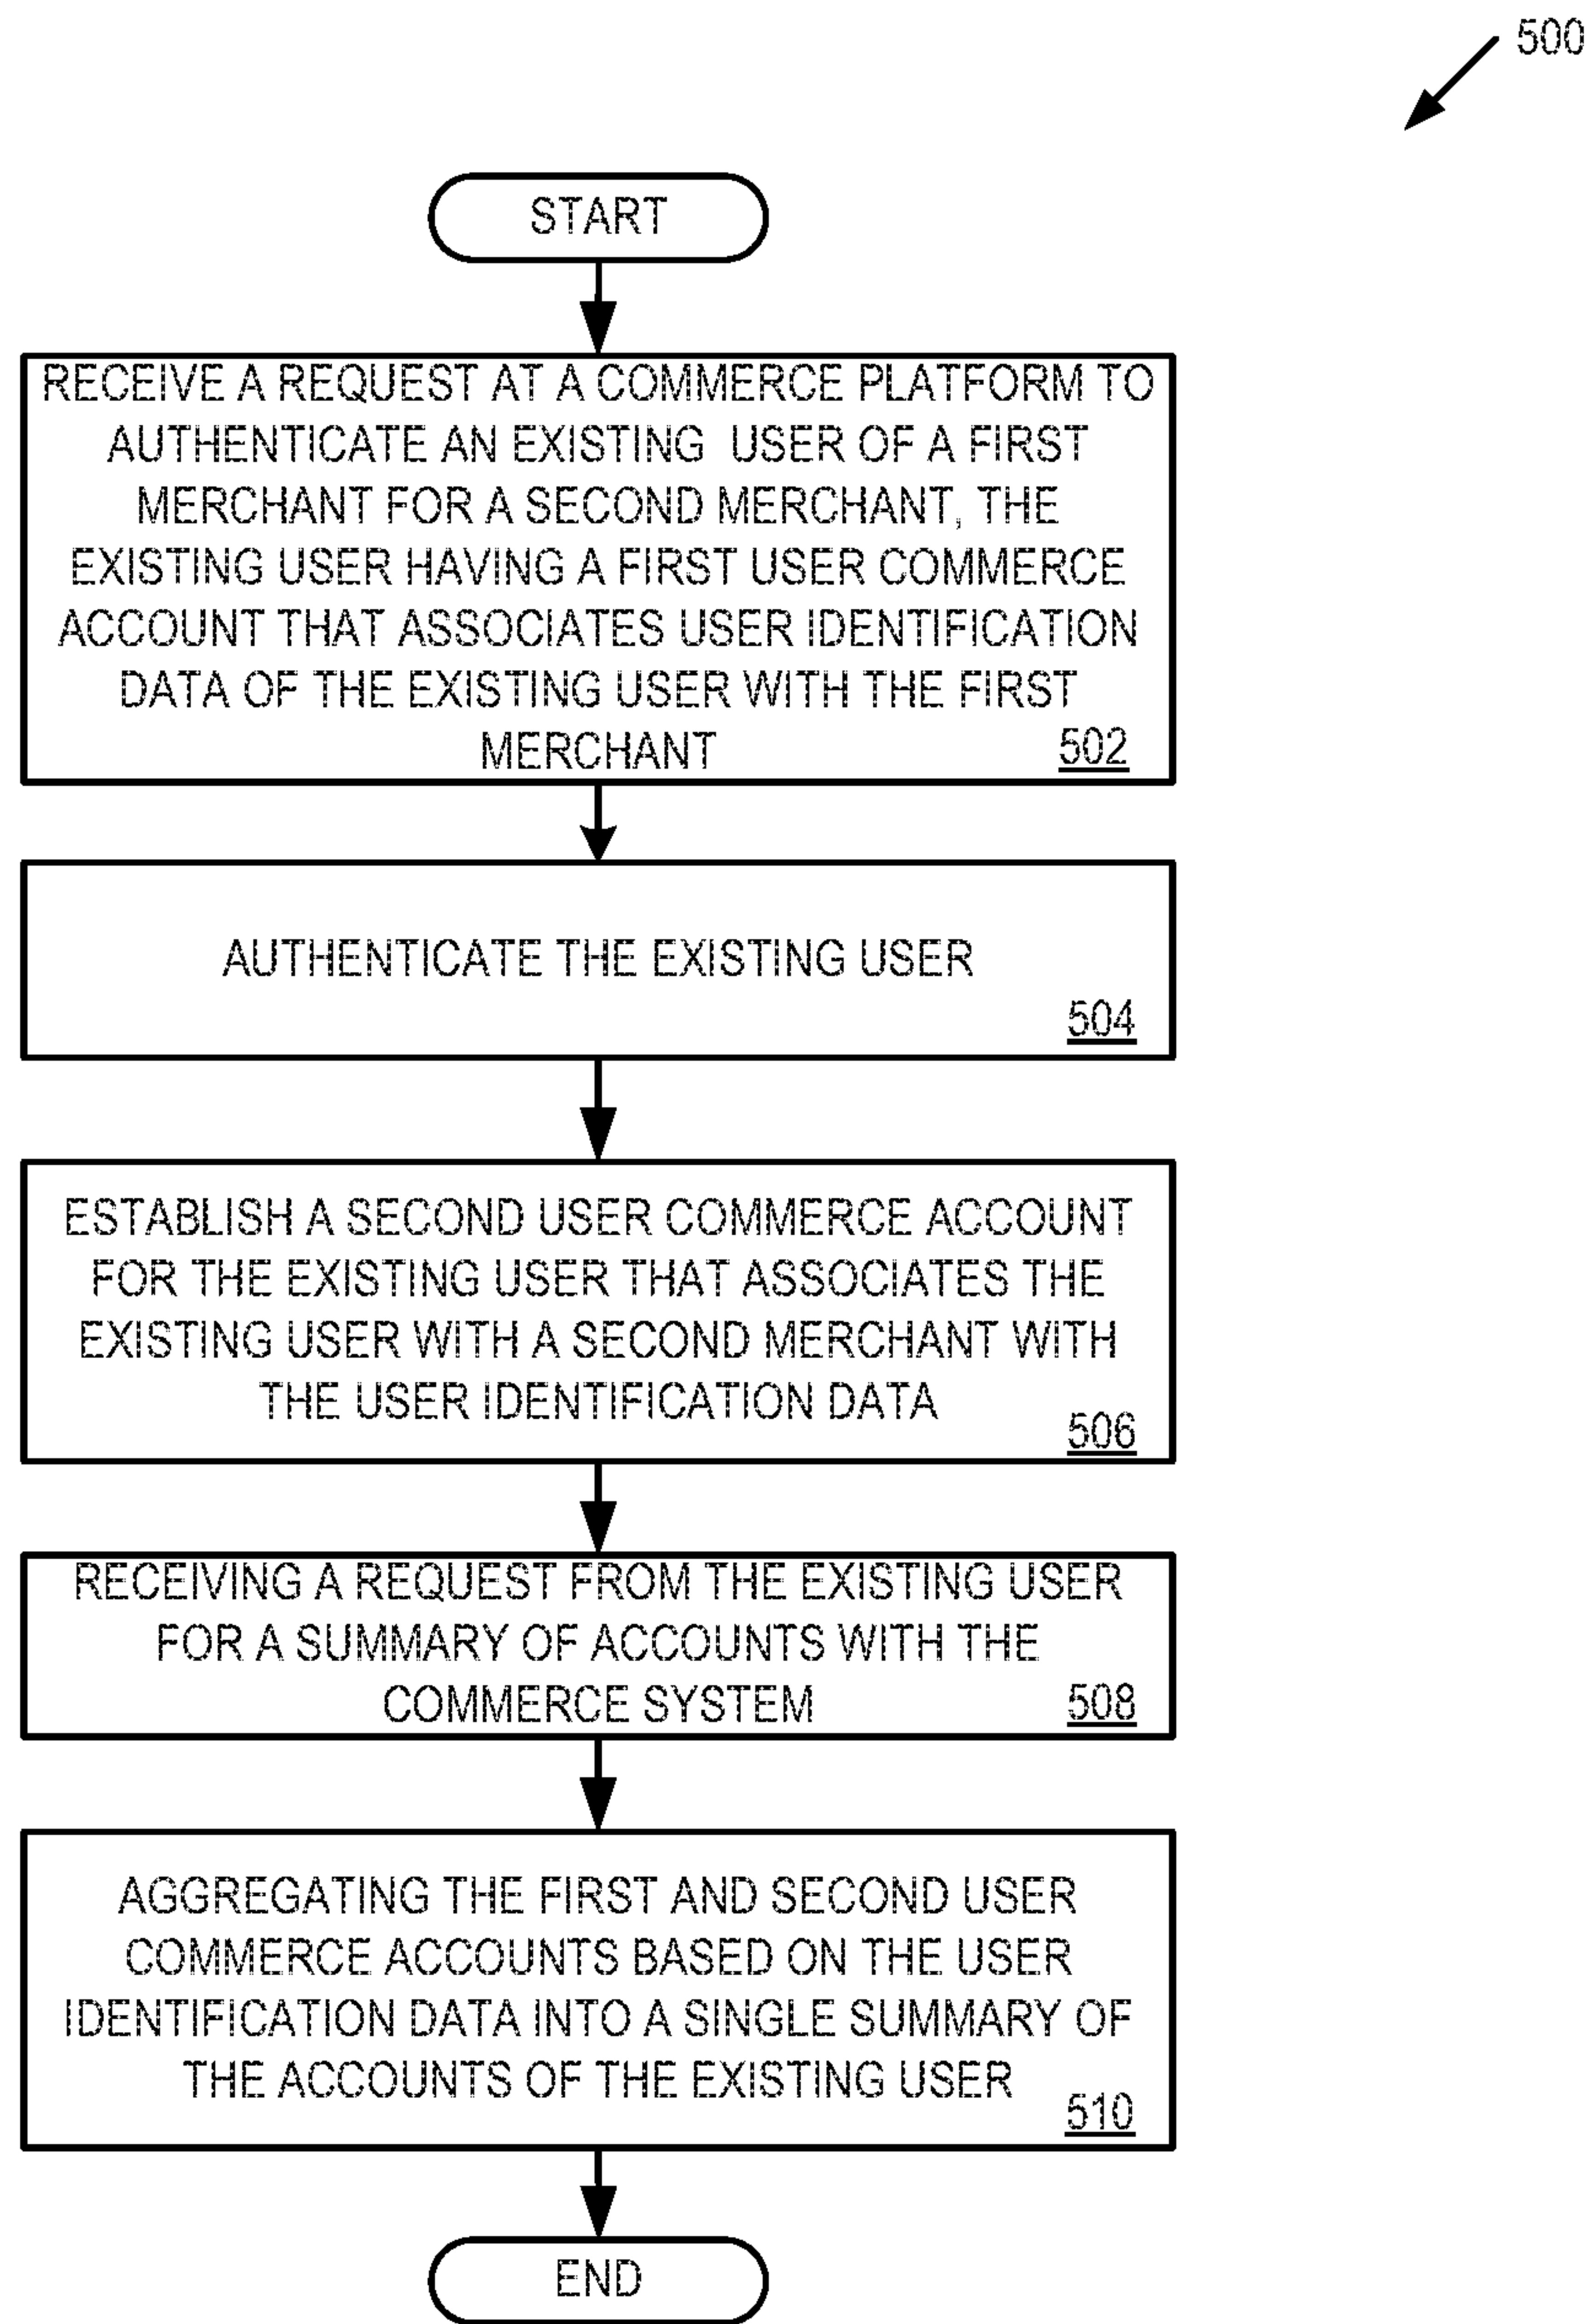 500
START
RECEIVE A REQUEST AT A COMMERCE PLATFORM TO
AUTHENTICATE AN EXISTING USER OF A FIRST
MERCHANT FOR A SECOND MERCHANT, THE
EXISTING USER HAVING A FIRST USER COMMERCE
ACCOUNT THAT ASSOCIATES USER IDENTIFICATION
DATA OF THE EXISTING USER WITH THE FIRST
MERCHANT
502
AUTHENTICATE THE EXISTING USER
504
ESTABLISH A SECOND USER COMMERCE ACCOUNT
FOR THE EXISTING USER THAT ASSOCIATES THE
EXISTING USER WITH A SECOND MERCHANT WITH
THE USER IDENTIFICATION DATA
506
RECEIVING A REQUEST FROM THE EXISTING USER
FOR A SUMMARY OF ACCOUNTS WITH THE
COMMERCE SYSTEM
508
AGGREGATING THE FIRST AND SECOND USER
COMMERCE ACCOUNTS BASED ON THE USER
IDENTIFICATION DATA INTO A SINGLE SUMMARY OF
THE ACCOUNTS OF THE EXISTING USER
510
END